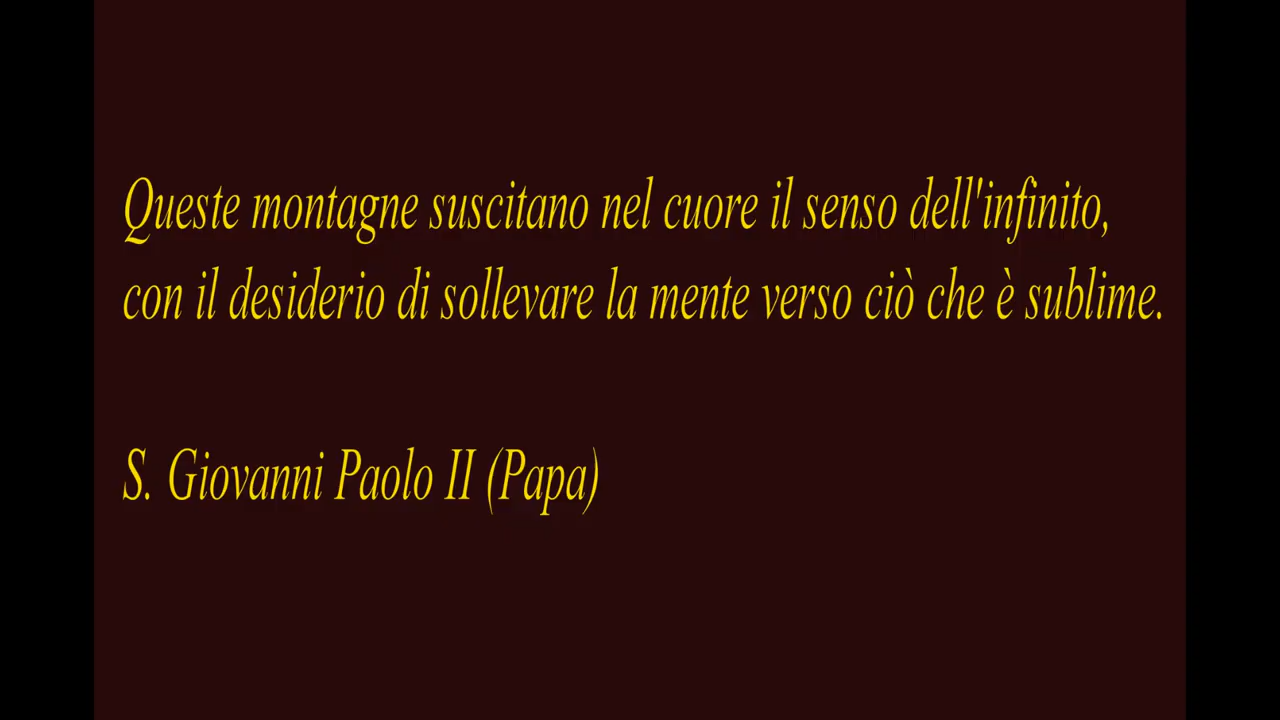 Queste montagne suscitano nel cuore il senso dell'infinito,
con il desiderio di sollevare la mente verso ciò che è sublime.
S. Giovanni Paolo II (Papa)